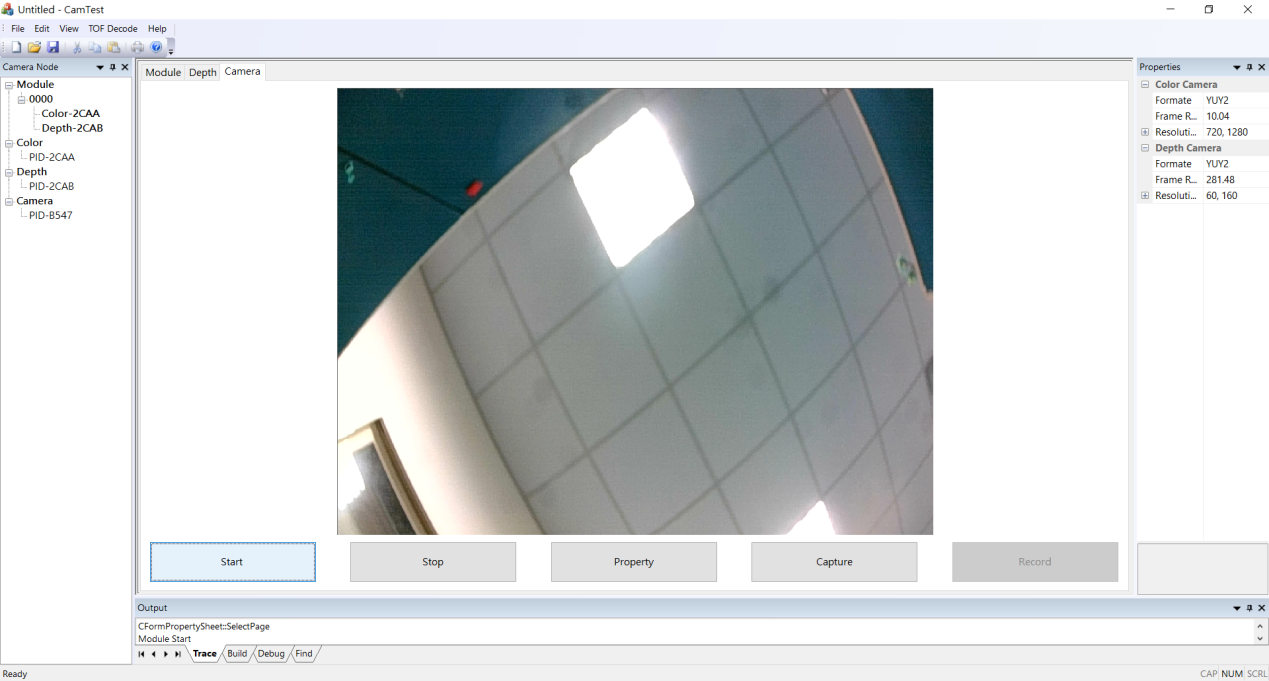 Untitled - CamTest
File Edit View TOF Decode Help
Camera Node
Module
0000
Color-2CAA
Depth-2CAB
Color
PID-2CAA
Depth
PID-2CAB
Camera
PID-B547
Module Depth Camera
Start Stop Property Capture Record
Properties
Color Camera
Formate YUY2
Frame R... 10.04
Resoluti... 720, 1280
Depth Camera
Formate YUY2
Frame R... 281.48
Resoluti... 60, 160
Output
CFormPropertySheet::SelectPage
Module Start
Trace Build Debug Find
Ready
CAP NUM SCRL